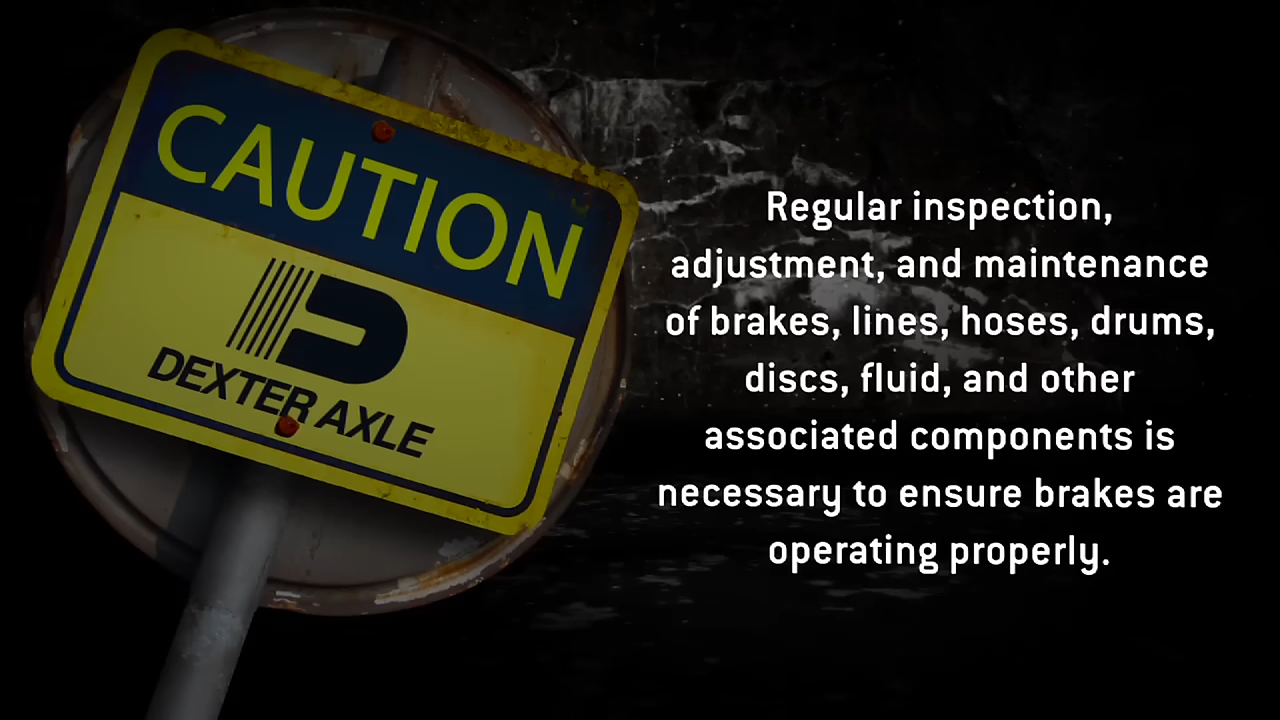 CAUTION
DEXTER AXLE
Regular inspection,
adjustment, and maintenance
of brakes, lines, hoses, drums,
discs, fluid, and other
associated components is
necessary to ensure brakes are
operating properly.